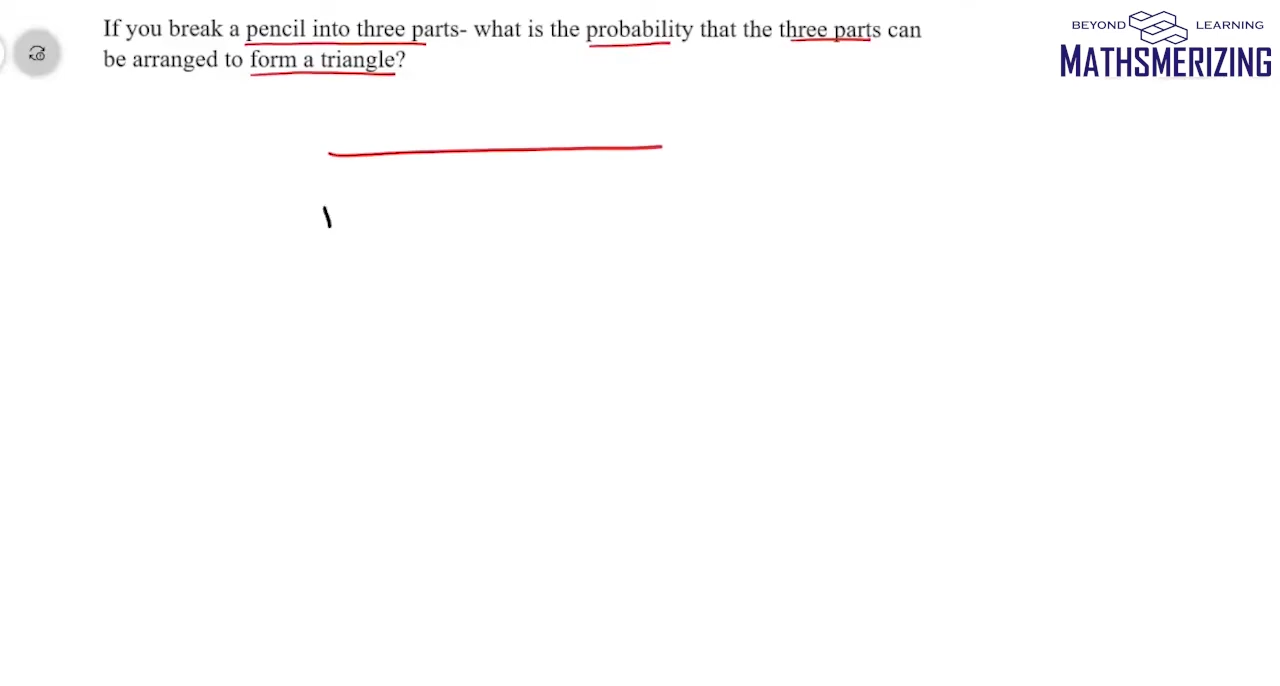 If you break a pencil into three parts- what is the probability that the three parts can
be arranged to form a triangle?
BEYOND LEARNING
MATHSMERIZING